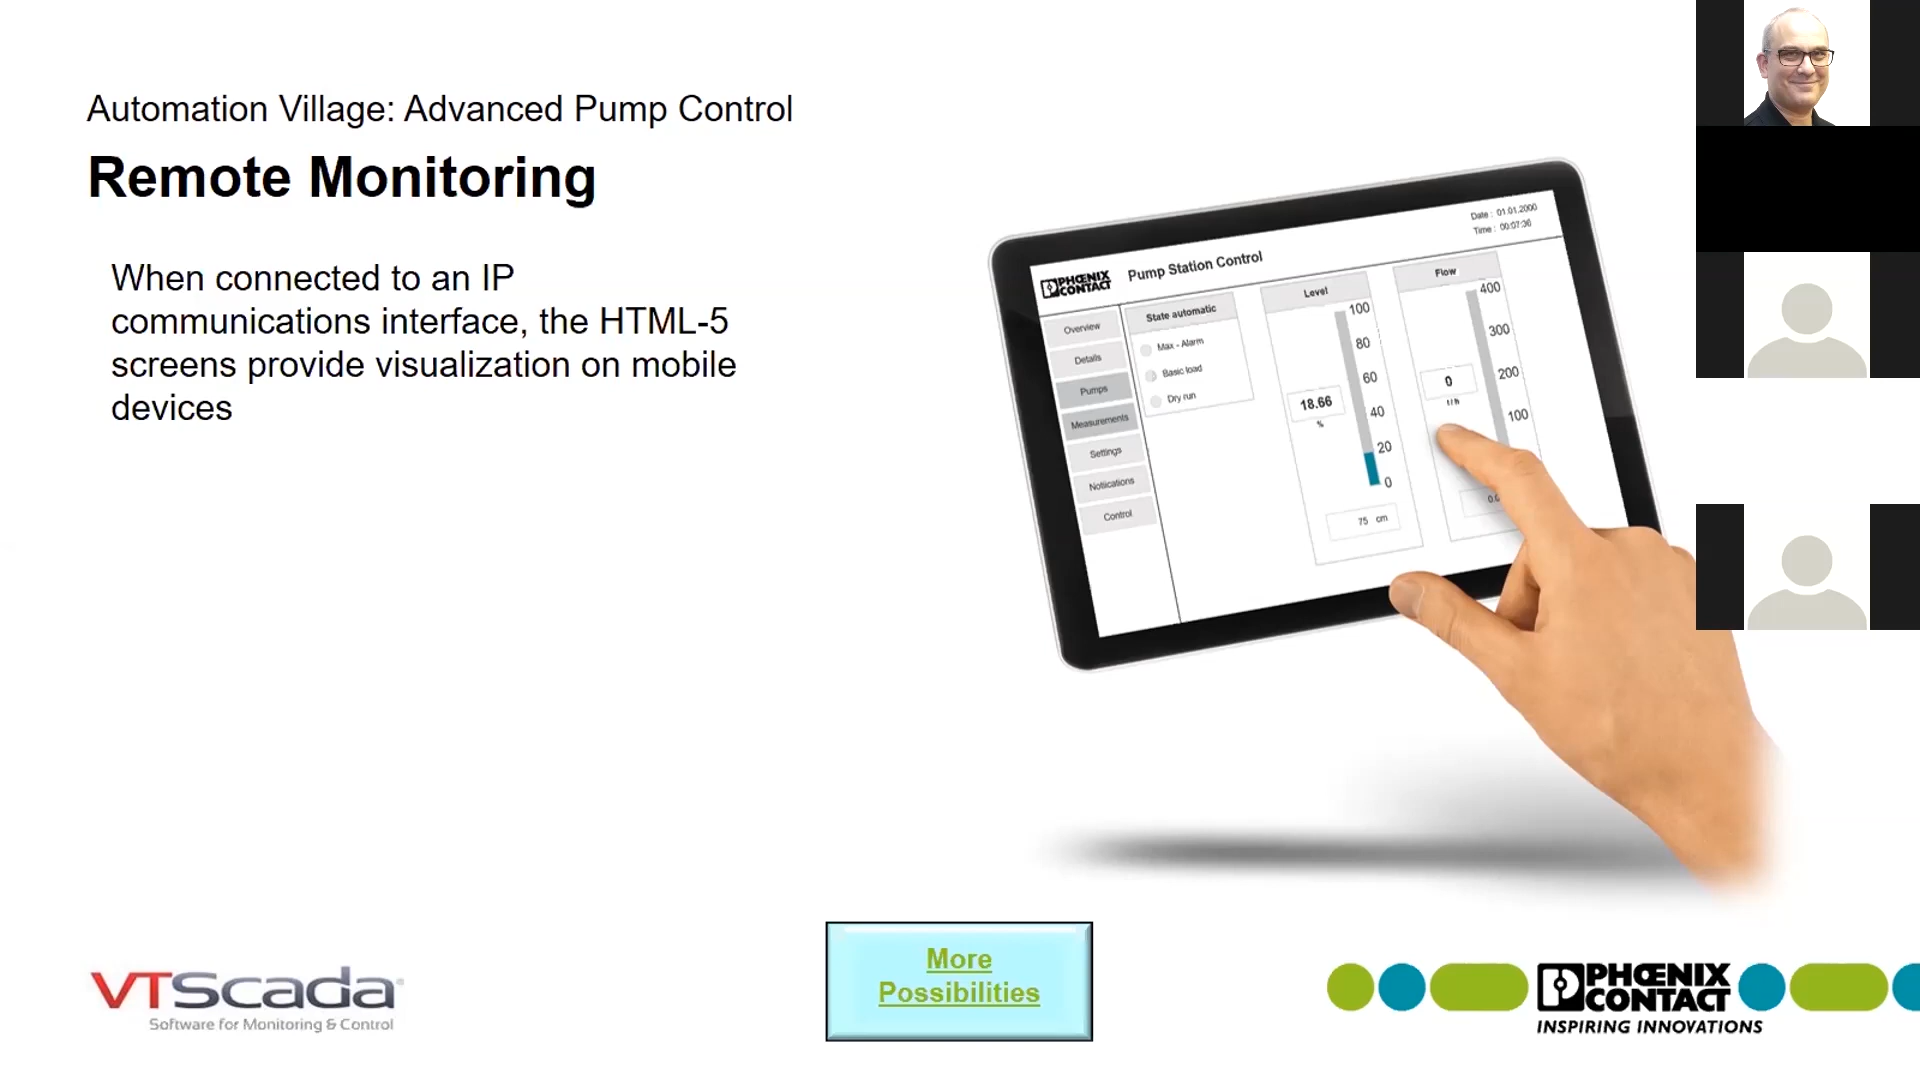 Automation Village: Advanced Pump Control
Remote Monitoring
When connected to an IP
communications interface, the HTML-5
screens provide visualization on mobile
devices
PHŒNIX
CONTACT
Pump Station Control
Date : 01.01.2000
Time : 00:07:36
Overview
Details
Pumps
Measurements
Settings
Notiications
Control
State automatic
Max - Alarm
Basic load
Dry run
Level
100
80
60
40
20
0
18.66
%
75 cm
Flow
400
300
200
100
0
l / h
More
Possibilities
VTScada
Software for Monitoring & Control
PHŒNIX
CONTACT
INSPIRING INNOVATIONS